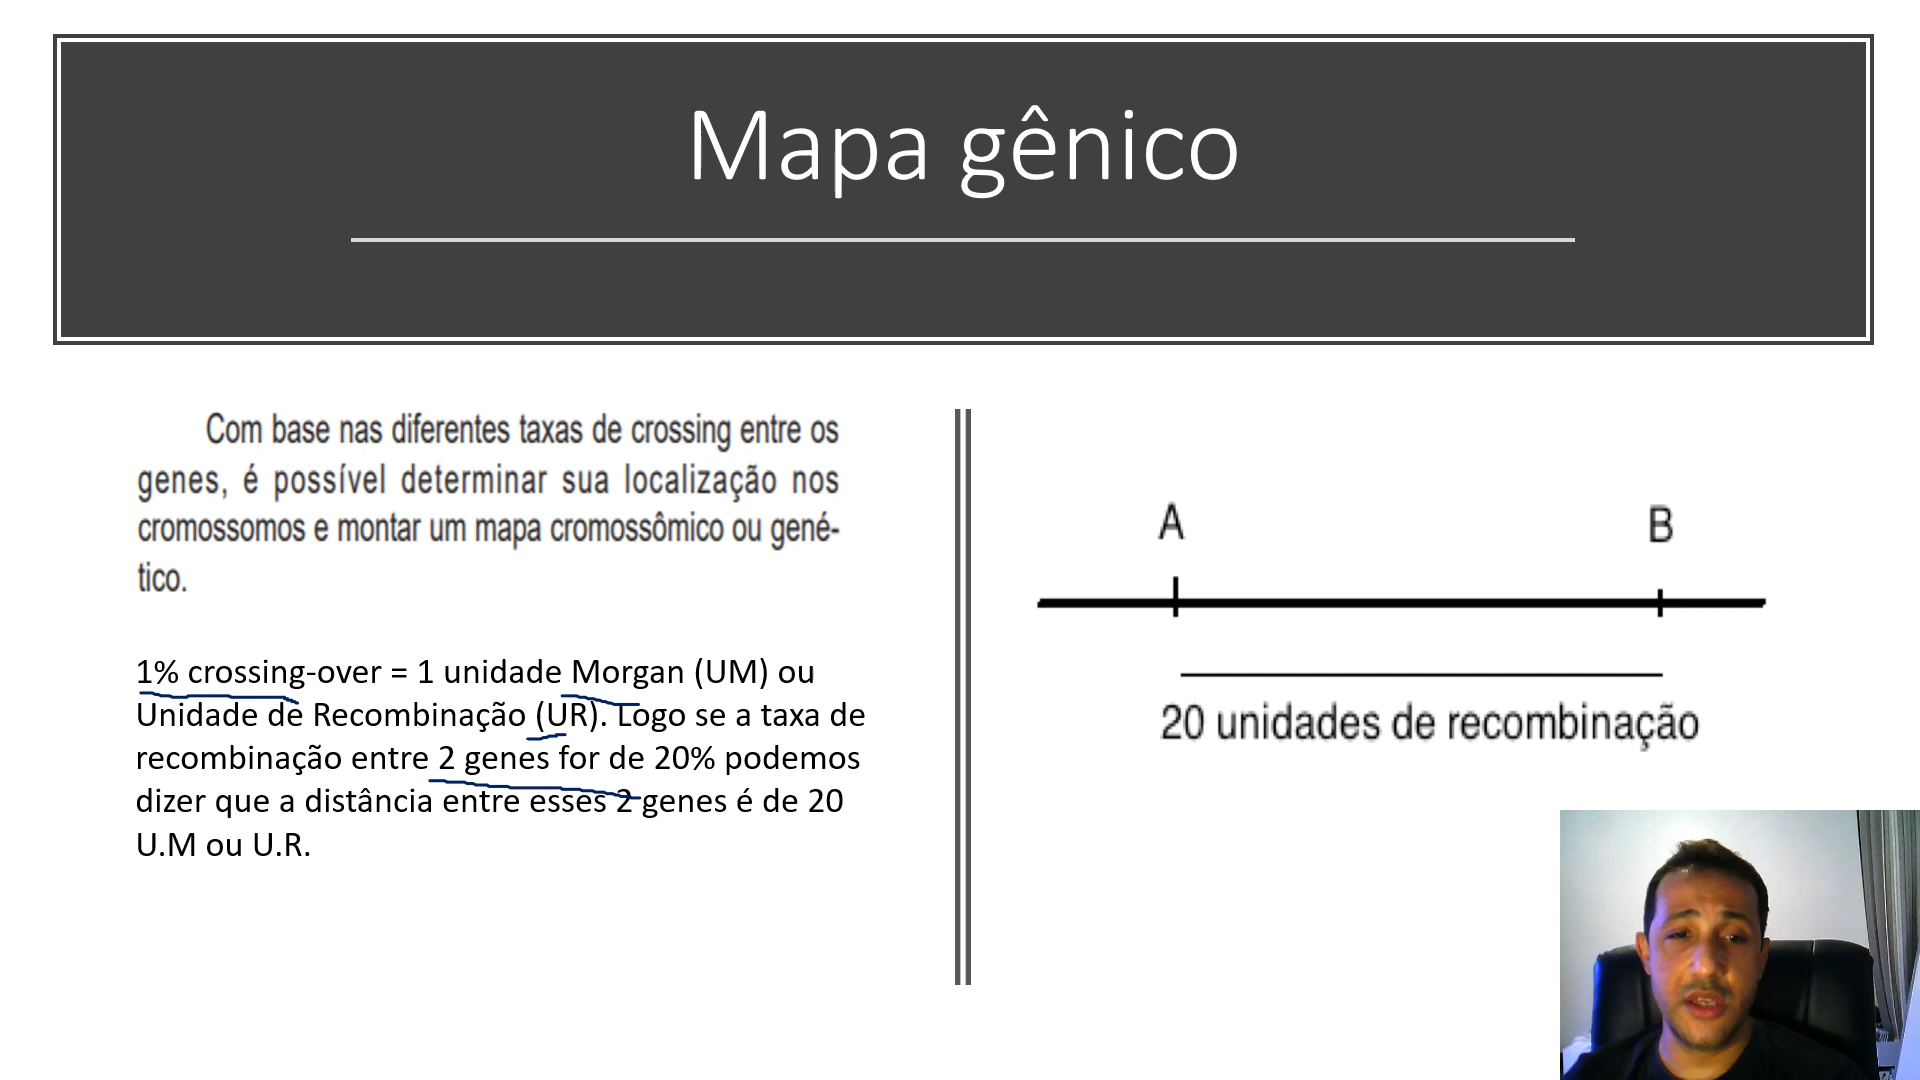 Mapa gênico
Com base nas diferentes taxas de crossing entre os
genes, é possível determinar sua localização nos
cromossomos e montar um mapa cromossômico ou gené-
tico.
1% crossing-over = 1 unidade Morgan (UM) ou
Unidade de Recombinação (UR). Logo se a taxa de
recombinação entre 2 genes for de 20% podemos
dizer que a distância entre esses 2 genes é de 20
U.M ou U.R.
A B
20 unidades de recombinação